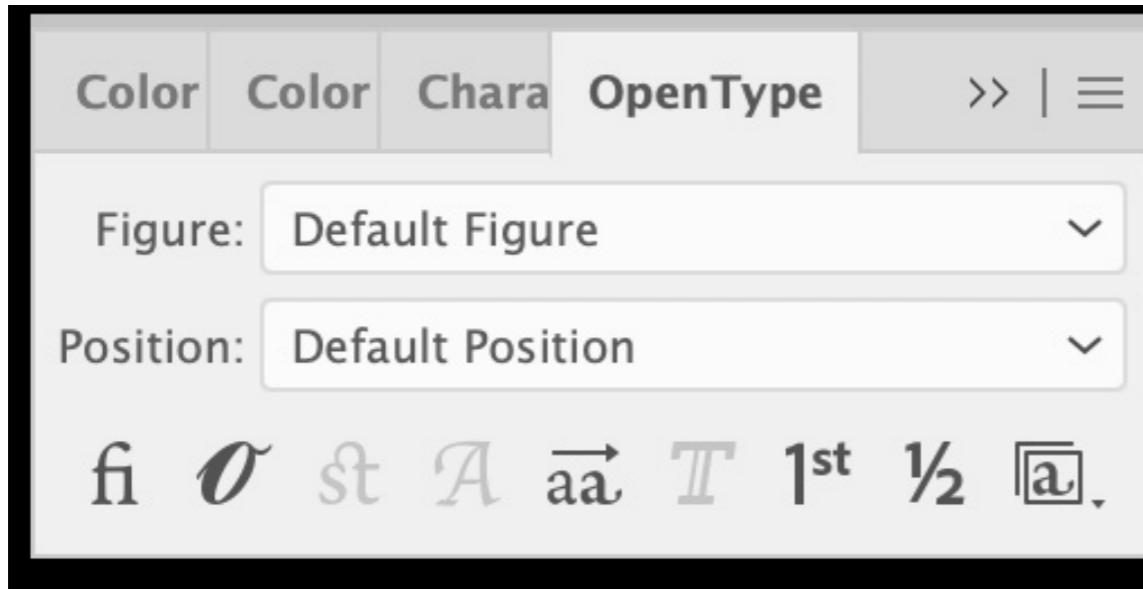 Color Color Chara OpenType
Figure: Default Figure
Position: Default Position
fi O st A aa T 1st ½ a